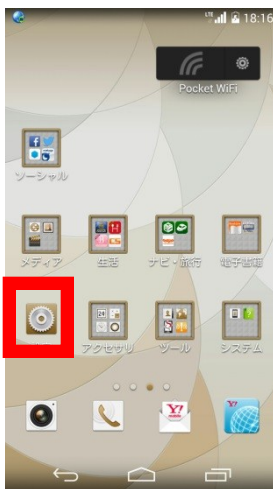 LTE 18:16
Pocket WiFi
ソーシャル
メディア
生活
ナビ・旅行
電子書籍
アクセサリ
ツール
システム
Y!
Y!